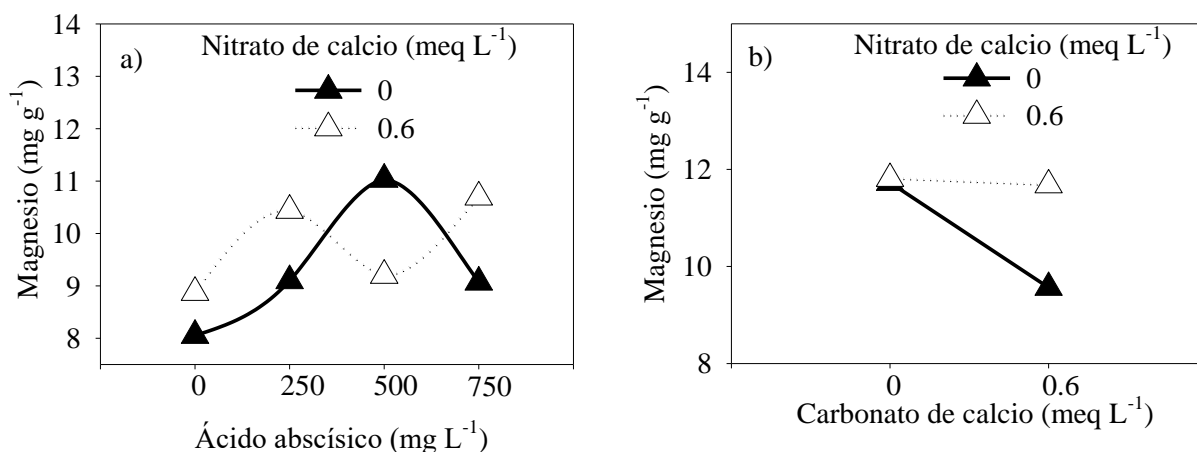 a)
Nitrato de calcio (meq L-1)
0
0.6
Magnesio (mg g-1)
14
13
12
11
10
9
8
0 250 500 750
Ácido abscísico (mg L-1)
b)
Nitrato de calcio (meq L-1)
0
0.6
Magnesio (mg g-1)
14
12
10
8
0 0.6
Carbonato de calcio (meq L-1)